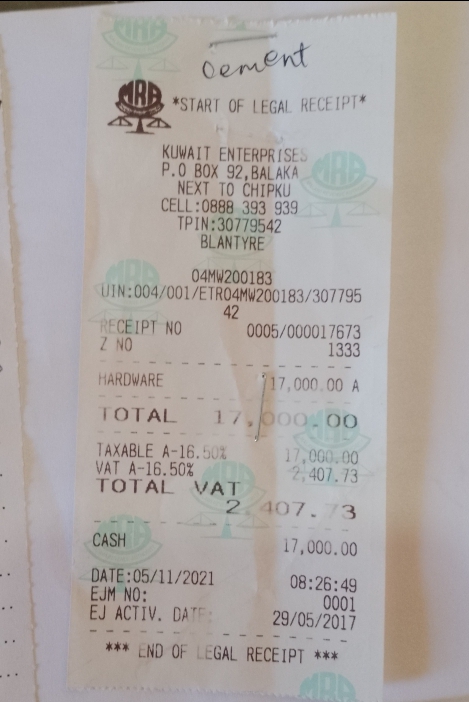 Cement
MRA
*START OF LEGAL RECEIPT*
KUWAIT ENTERPRISES
P.O BOX 92,BALAKA
NEXT TO CHIPKU
CELL:0888 393 939
TPIN:30779542
BLANTYRE
04MW200183
UIN:004/001/ETR04MW200183/307795
42
RECEIPT NO 0005/000017673
Z NO 1333
HARDWARE 17,000.00 A
TOTAL 17,000.00
TAXABLE A-16.50% 17,000.00
VAT A-16.50% 2,407.73
TOTAL VAT
2,407.73
CASH 17,000.00
DATE:05/11/2021 08:26:49
EJM NO: 0001
EJ ACTIV. DATE: 29/05/2017
*** END OF LEGAL RECEIPT ***